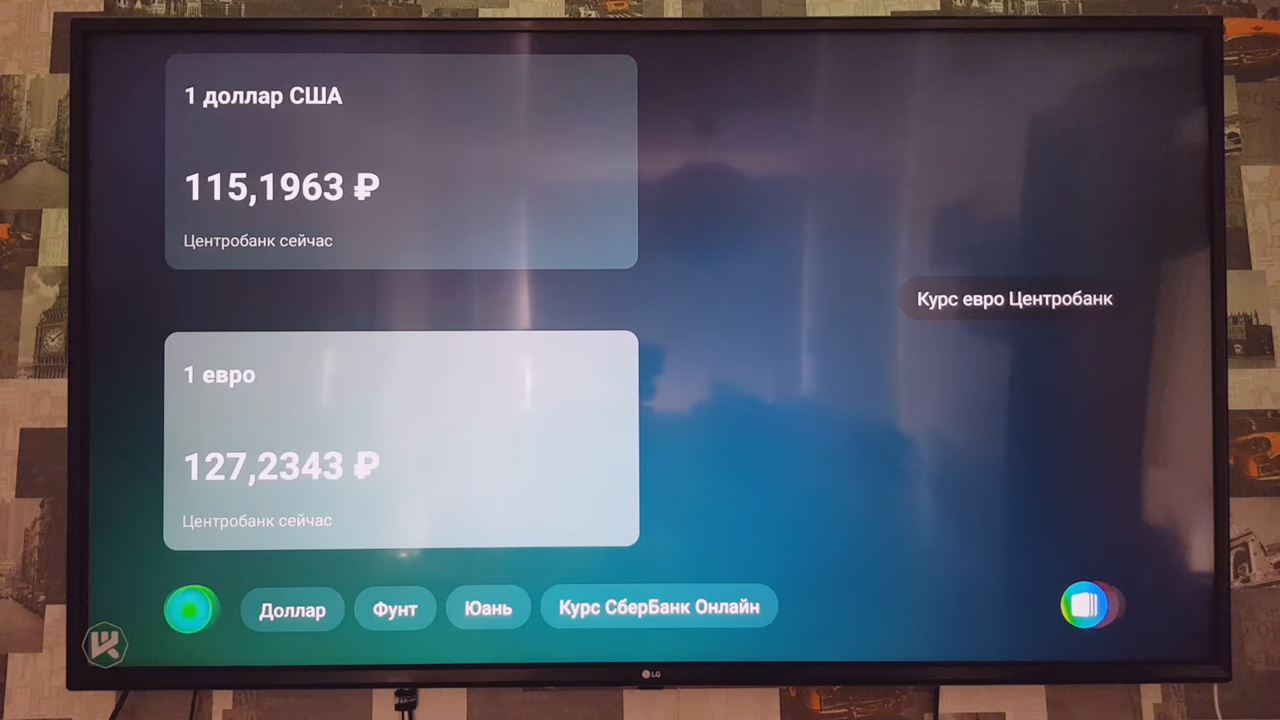 1 доллар США
115,1963 ₽
Центробанк сейчас
Курс евро Центробанк
1 евро
127,2343 ₽
Центробанк сейчас
Доллар
Фунт
Юань
Курс СберБанк Онлайн
LG